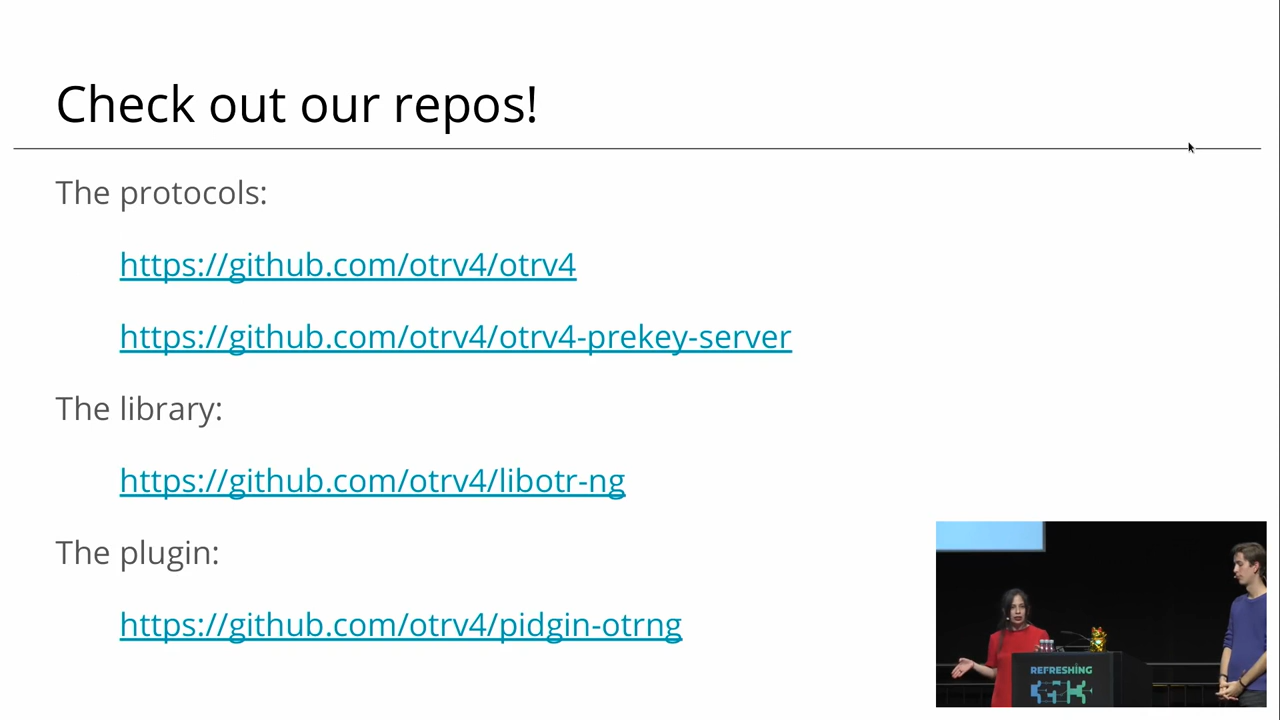 Check out our repos!
The protocols:
https://github.com/otrv4/otrv4
https://github.com/otrv4/otrv4-prekey-server
The library:
https://github.com/otrv4/libotr-ng
The plugin:
https://github.com/otrv4/pidgin-otrng
REFRESHING